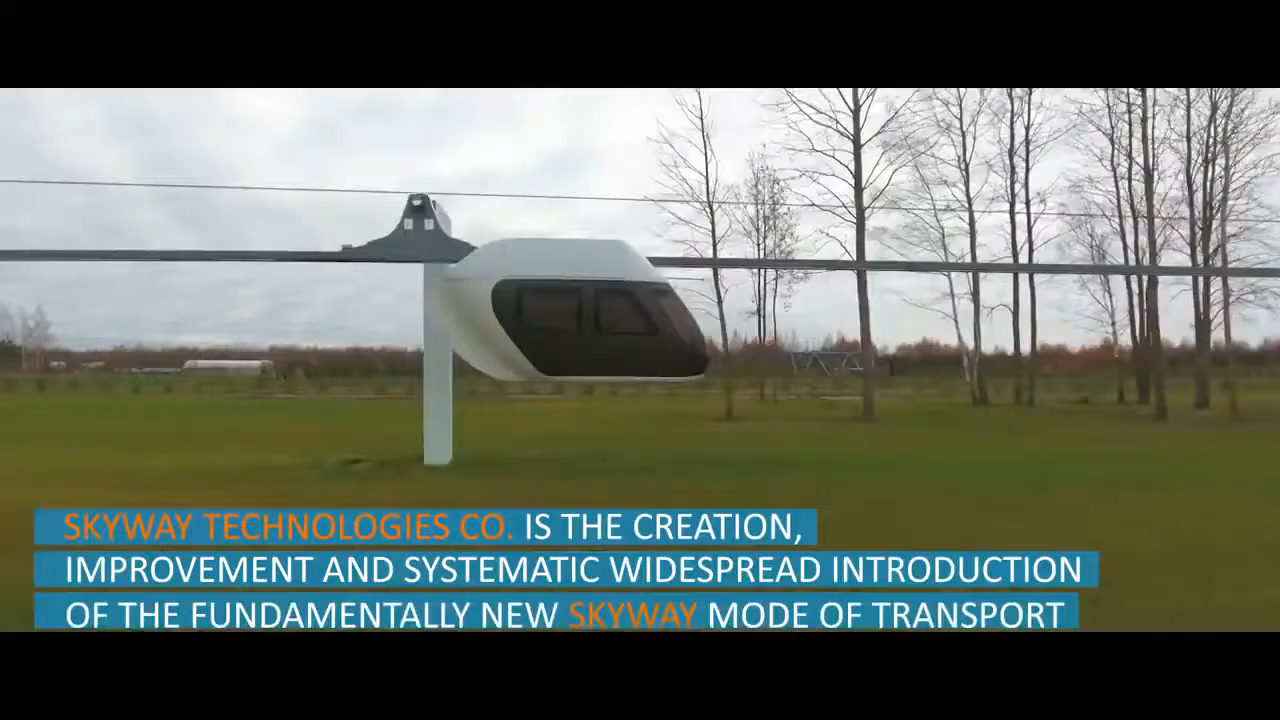 SKYWAY TECHNOLOGIES CO. IS THE CREATION,
IMPROVEMENT AND SYSTEMATIC WIDESPREAD INTRODUCTION
OF THE FUNDAMENTALLY NEW SKYWAY MODE OF TRANSPORT